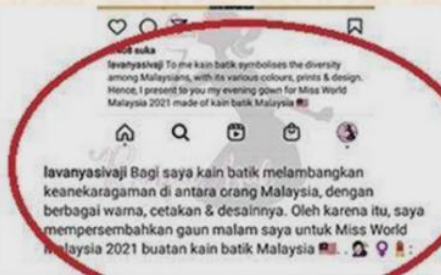 suka
lavanyasivaji To me kain batik symbolises the diversity
among Malaysians, with its various colours, prints & design.
Hence, I present to you my evening gown for Miss World
Malaysia 2021 made of kain batik Malaysia 🇲🇾
lavanyasivaji Bagi saya kain batik melambangkan
keanekaragaman di antara orang Malaysia, dengan
berbagai warna, cetakan & desainnya. Oleh karena itu, saya
mempersembahkan gaun malam saya untuk Miss World
Malaysia 2021 buatan kain batik Malaysia 🇲🇾. .